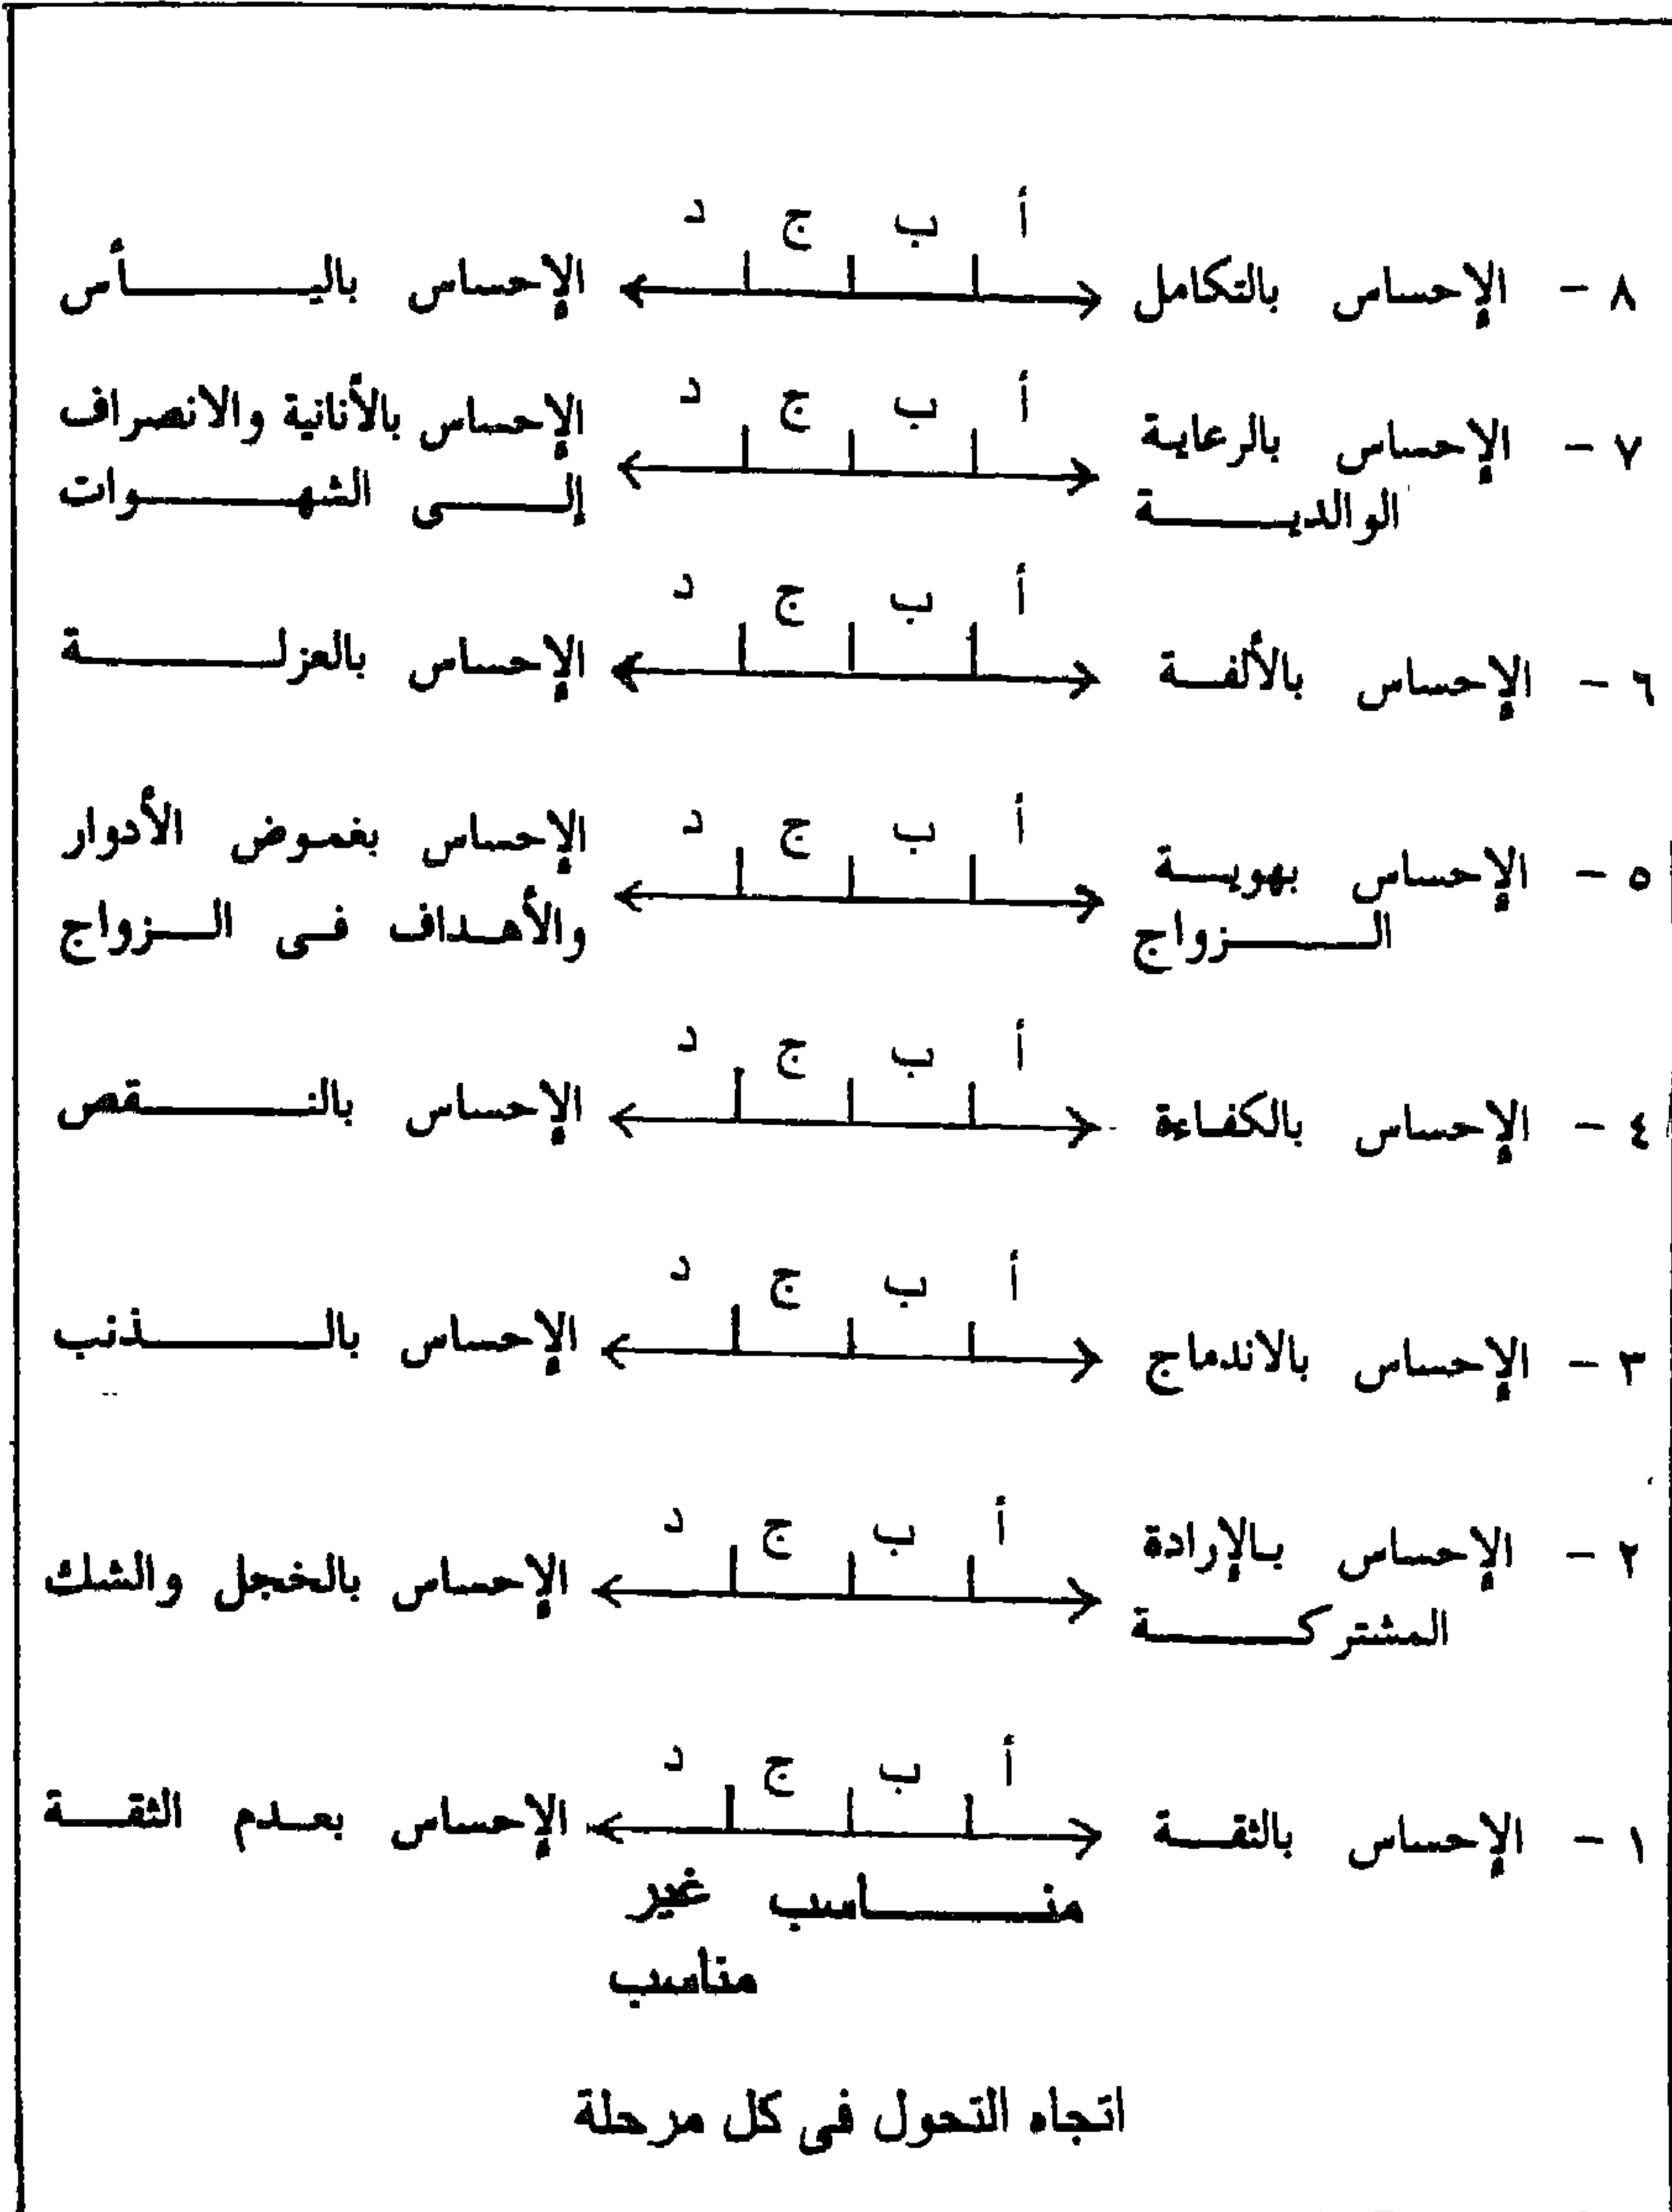 أ ب ج د
٨ - الإحساس بالتكامل الإحساس باليأس
أ ب ج د
٧ - الإحساس بالرعاية الإحساس بالأنانية والانصراف
الوالدية إلى الشهوات
أ ب ج د
٦ - الإحساس بالألفة الإحساس بالعزلة
أ ب ج د
٥ - الإحساس بهوية الإحساس بغموض الأدوار
الزواج والأهداف فى الزواج
أ ب ج د
٤ - الإحساس بالكفاءة الإحساس بالنقص
أ ب ج د
٣ - الإحساس بالاندماج الإحساس بالذنب
أ ب ج د
٢ - الإحساس بالإرادة الإحساس بالخجل والشك
المشتركة
أ ب ج د
١ - الإحساس بالثقة الإحساس بعدم الثقة
مناسب غير
مناسب
اتجاه التحول فى كل مرحلة